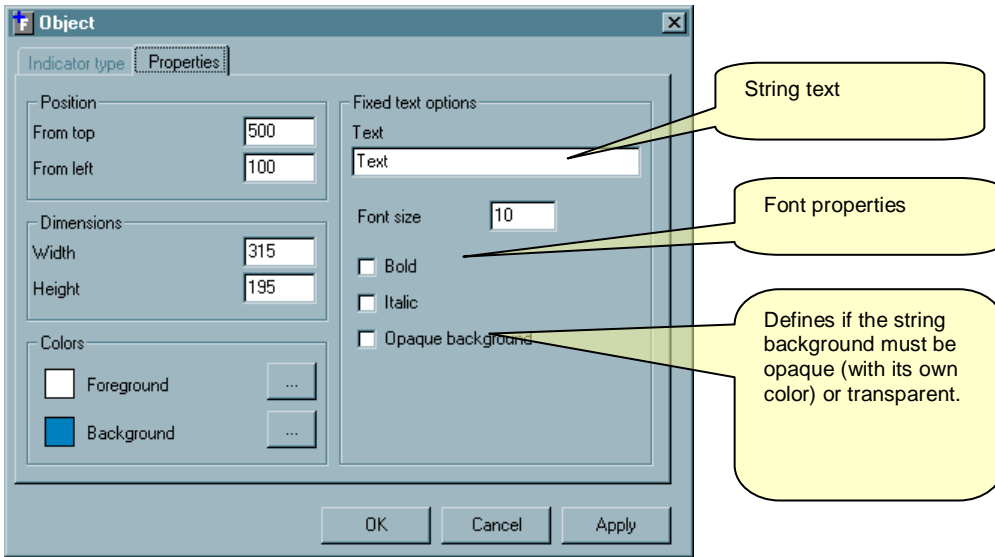 Object
Indicator type Properties
Position
From top 500
From left 100
Dimensions
Width 315
Height 195
Colors
Foreground ...
Background ...
Fixed text options
Text
Text
Font size 10
Bold
Italic
Opaque background
OK Cancel Apply
String text
Font properties
Defines if the string
background must be
opaque (with its own
color) or transparent.